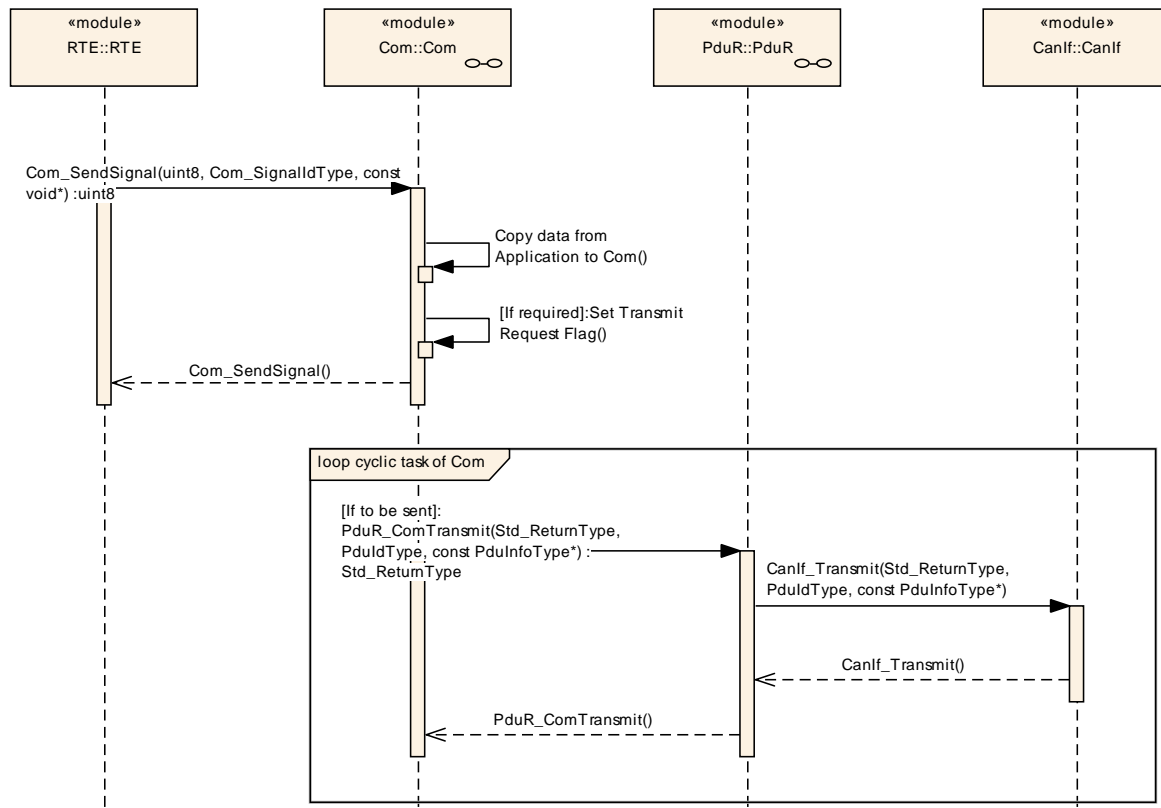 «module»
RTE::RTE
«module»
Com::Com
«module»
PduR::PduR
«module»
CanIf::CanIf
Com_SendSignal(uint8, Com_SignalIdType, const
void*) :uint8
Copy data from
Application to Com()
[If required]:Set Transmit
Request Flag()
Com_SendSignal()
loop cyclic task of Com
[If to be sent]:
PduR_ComTransmit(Std_ReturnType,
PduIdType, const PduInfoType*) :
Std_ReturnType
CanIf_Transmit(Std_ReturnType,
PduIdType, const PduInfoType*)
CanIf_Transmit()
PduR_ComTransmit()